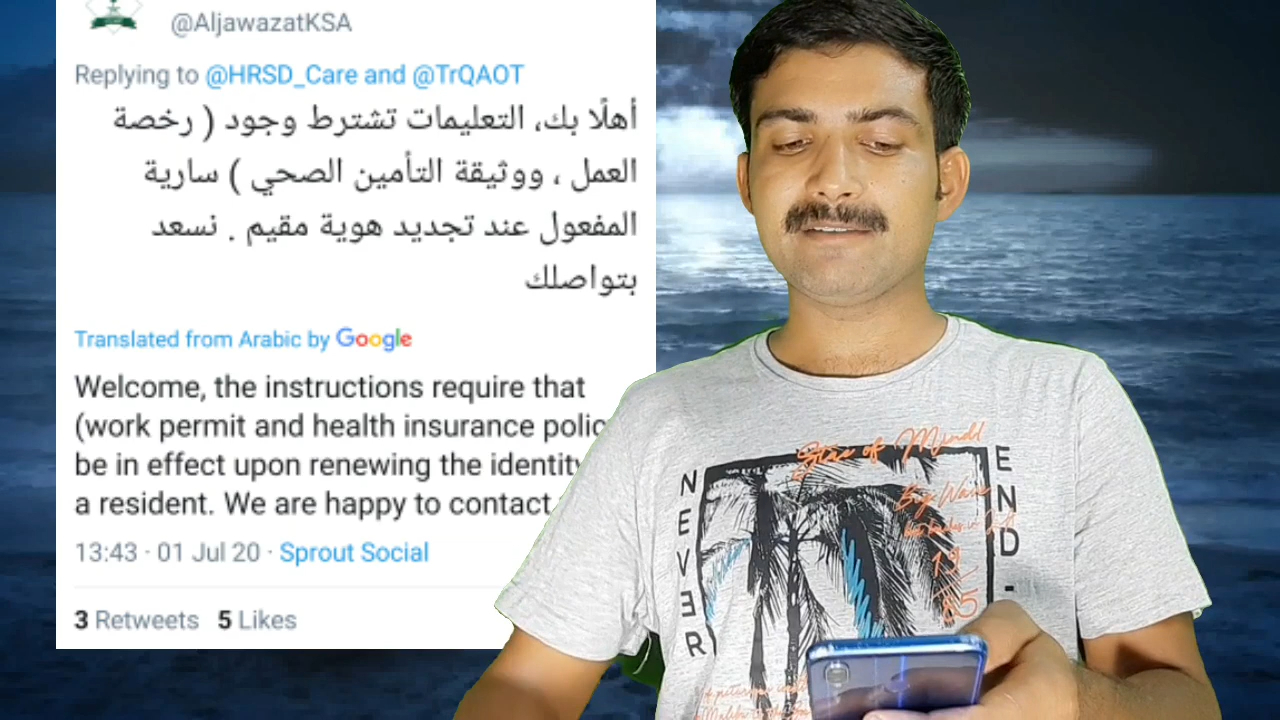 @AljawazatKSA
Replying to @HRSD_Care and @TrQAOT
أهلًا بك، التعليمات تشترط وجود ( رخصة
العمل ، ووثيقة التأمين الصحي ) سارية
المفعول عند تجديد هوية مقيم . نسعد
بتواصلك
Translated from Arabic by Google
Welcome, the instructions require that
(work permit and health insurance polic
be in effect upon renewing the identity
a resident. We are happy to contact
13:43 · 01 Jul 20 · Sprout Social
3 Retweets 5 Likes
NEVER
END-
Big Wave